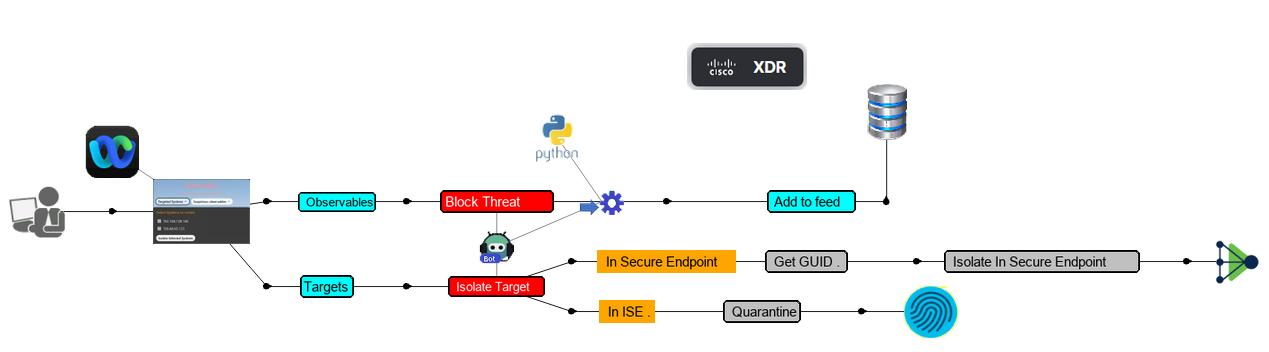 CISCO XDR
python
Targeted Systems
Suspicious observables
Select Systems to isolate
Isolate Selected Systems
Observables
Block Threat
Add to feed
Bot
In Secure Endpoint
Get GUID .
Isolate In Secure Endpoint
Targets
Isolate Target
In ISE .
Quarantine